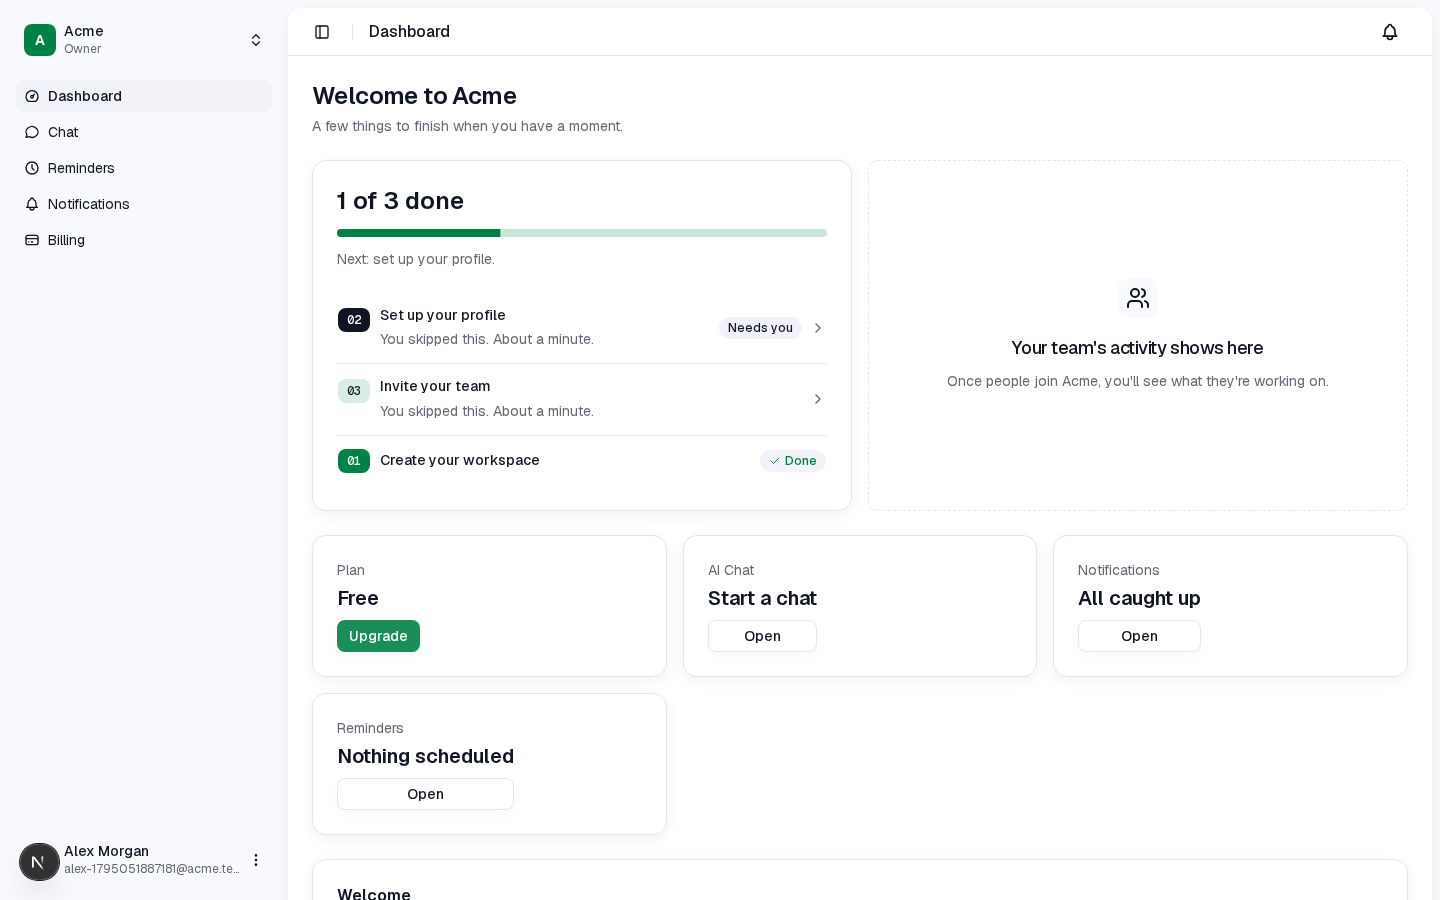 A
Acme
Owner
Dashboard
Chat
Reminders
Notifications
Billing
Alex Morgan
alex-1795051887181@acme.te...
Dashboard
Welcome to Acme
A few things to finish when you have a moment.
1 of 3 done
Next: set up your profile.
02
Set up your profile
You skipped this. About a minute.
Needs you
03
Invite your team
You skipped this. About a minute.
01
Create your workspace
Done
Your team's activity shows here
Once people join Acme, you'll see what they're working on.
Plan
Free
Upgrade
AI Chat
Start a chat
Open
Notifications
All caught up
Open
Reminders
Nothing scheduled
Open
Welcome